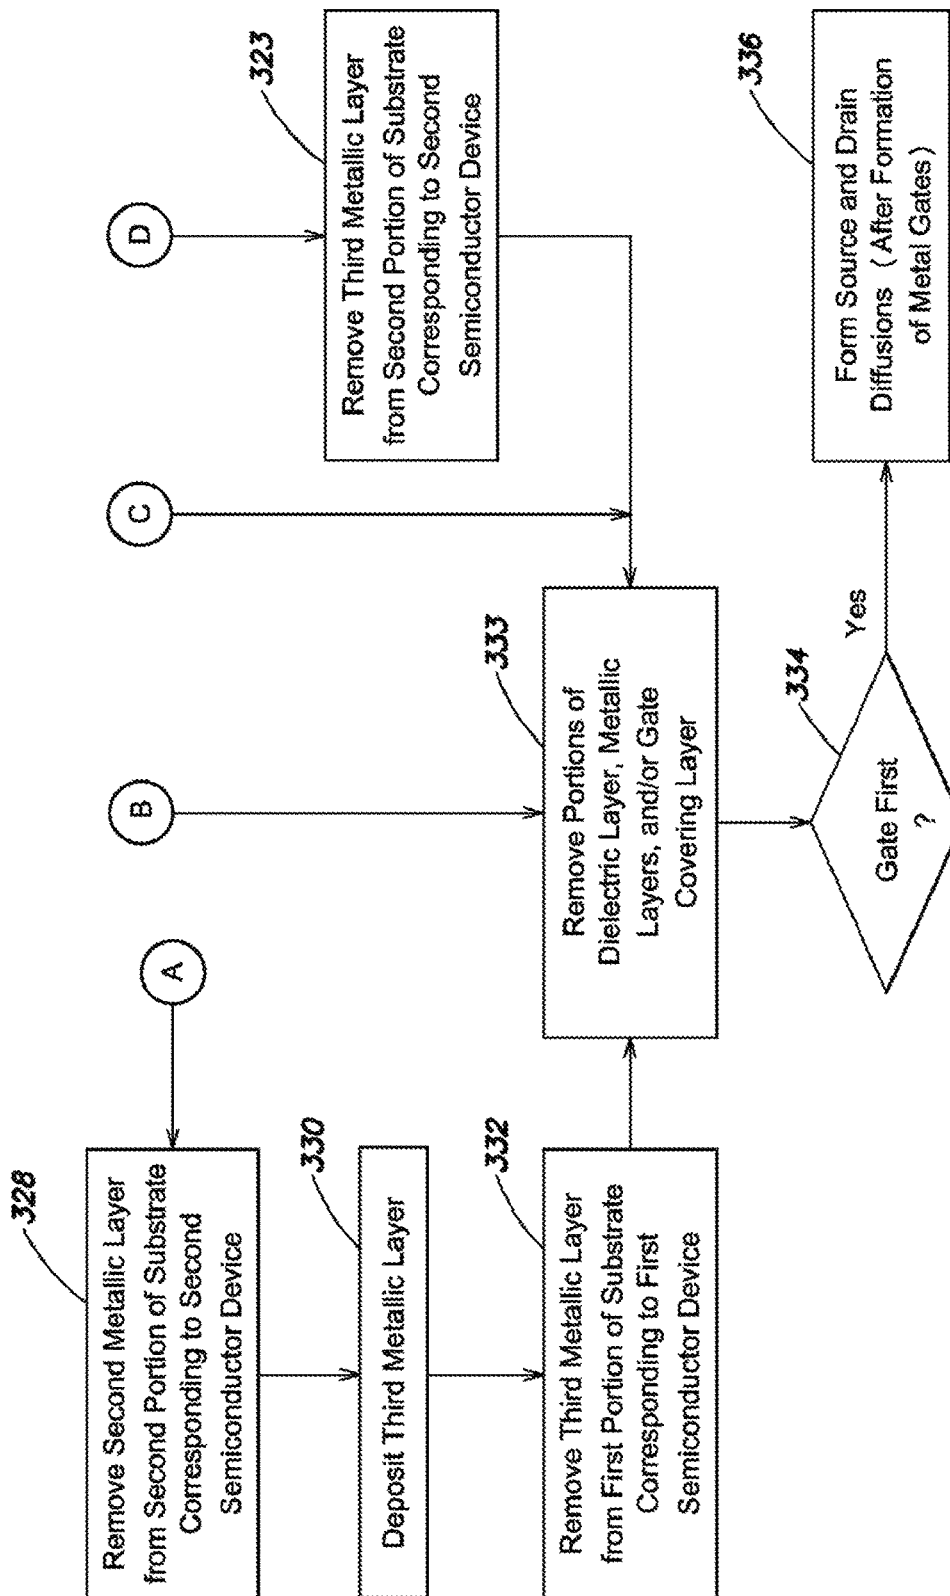 328
Remove Second Metallic Layer
from Second Portion of Substrate
Corresponding to Second
Semiconductor Device
A
330
Deposit Third Metallic Layer
332
Remove Third Metallic Layer
from First Portion of Substrate
Corresponding to First
Semiconductor Device
B
C
D
323
Remove Third Metallic Layer
from Second Portion of Substrate
Corresponding to Second
Semiconductor Device
333
Remove Portions of
Dielectric Layer, Metallic
Layers, and/or Gate
Covering Layer
334
Gate First
?
Yes
336
Form Source and Drain
Diffusions (After Formation
of Metal Gates)